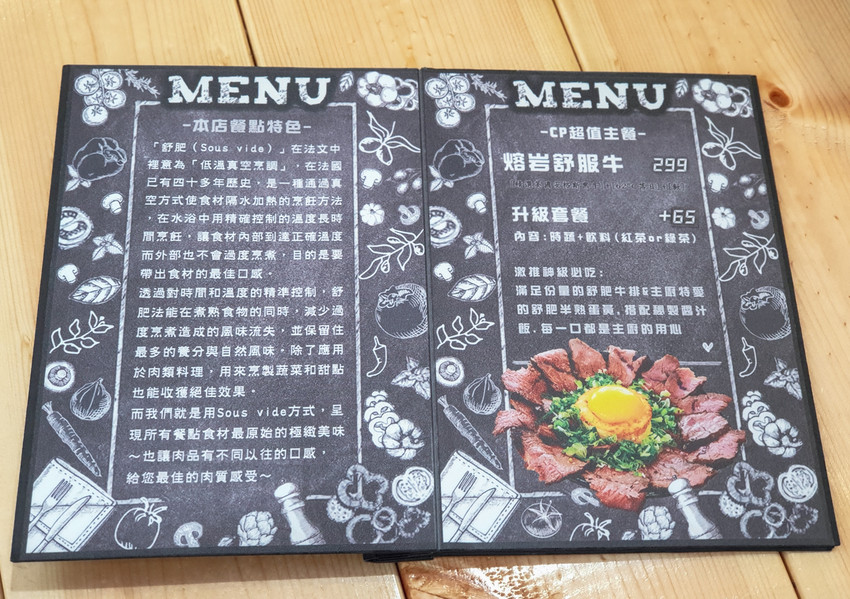 MENU
-本店餐點特色-
「舒肥(Sous vide)」在法文中
裡意為「低溫真空烹調」，在法國
已有四十多年歷史，是一種通過真
空方式使食材隔水加熱的烹飪方法
，在水浴中用精確控制的溫度長時
間烹飪，讓食材內部到達正確溫度
而外部也不會過度烹煮，目的是要
帶出食材的最佳口感。
透過對時間和溫度的精準控制，舒
肥法能在煮熟食物的同時，減少過
度烹煮造成的風味流失，並保留住
最多的養分與自然風味，除了應用
於肉類料理，用來烹製蔬菜和甜點
也能收獲絕佳效果。
而我們就是用Sous vide方式，呈
現所有餐點食材最原始的極緻美味
～也讓肉品有不同以往的口感，
給您最佳的肉質感受～
MENU
-CP超值主餐-
熔岩舒服牛 299
升級套餐 +65
內容:時蔬+飲料(紅茶or綠茶)
激推神級必吃:
滿足份量的舒肥牛排&主廚特愛
的舒肥半熟蛋黃,搭配秘製醬汁
飯,每一口都是主廚的用心